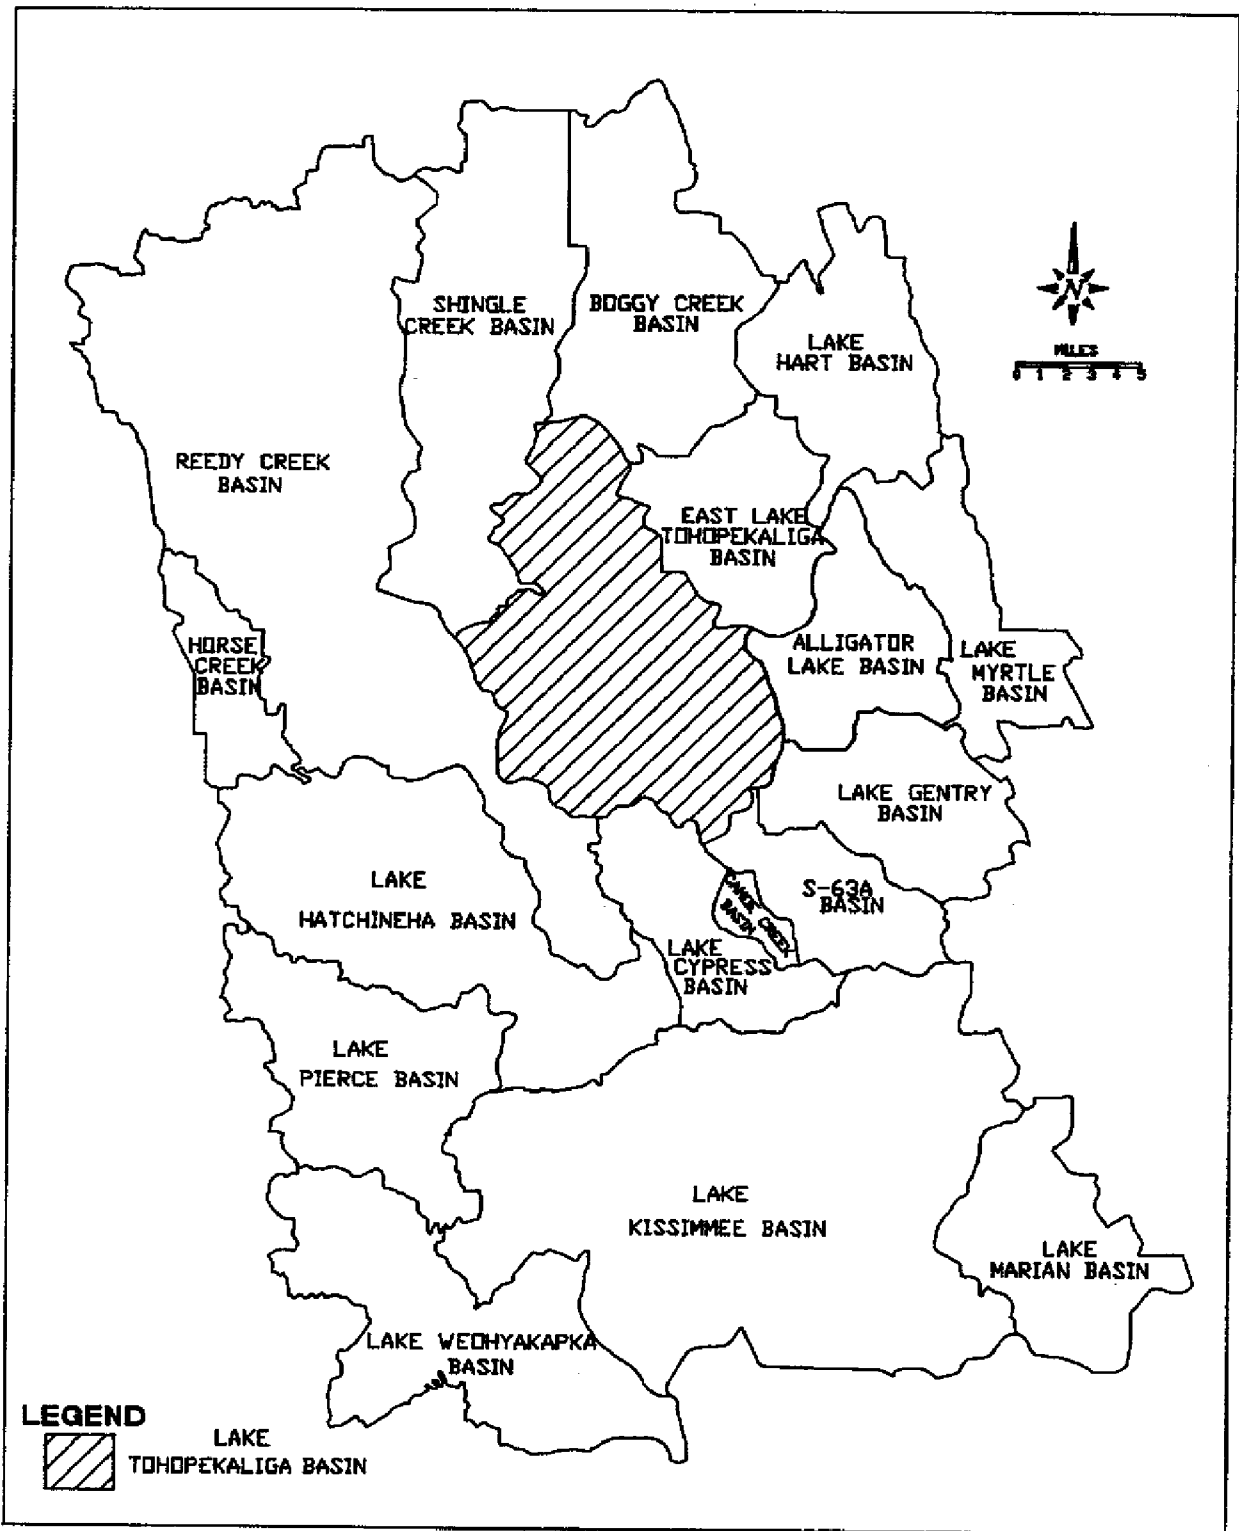 SHINGLE
CREEK BASIN
BOGGY CREEK
BASIN
LAKE
HART BASIN
N
MILES
0 1 2 3 4 5
REEDY CREEK
BASIN
EAST LAKE
TOHOPEKALIGA
BASIN
HORSE
CREEK
BASIN
ALLIGATOR
LAKE BASIN
LAKE
MYRTLE
BASIN
LAKE GENTRY
BASIN
LAKE
HATCHINEHA BASIN
S-63A
BASIN
CANOE CREEK
BASIN
LAKE
CYPRESS
BASIN
LAKE
PIERCE BASIN
LAKE
KISSIMMEE BASIN
LAKE
MARIAN BASIN
LAKE WEOHYAKAPKA
BASIN
LEGEND
LAKE
TOHOPEKALIGA BASIN